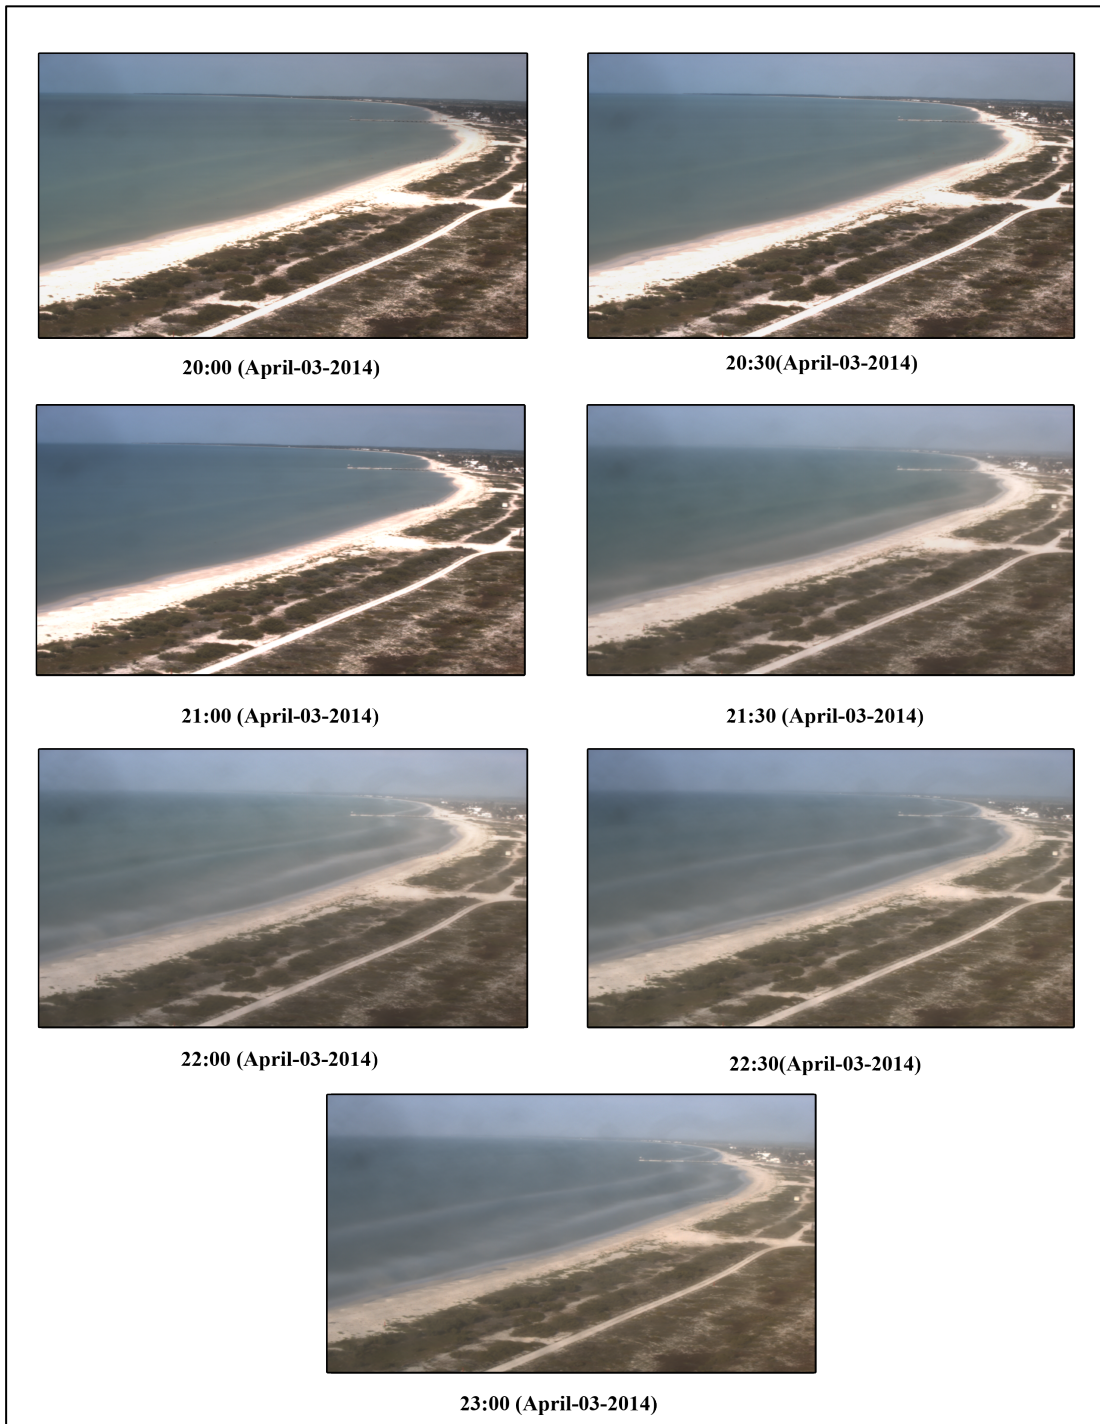 20:00 (April-03-2014)
20:30(April-03-2014)
21:00 (April-03-2014)
21:30 (April-03-2014)
22:00 (April-03-2014)
22:30(April-03-2014)
23:00 (April-03-2014)